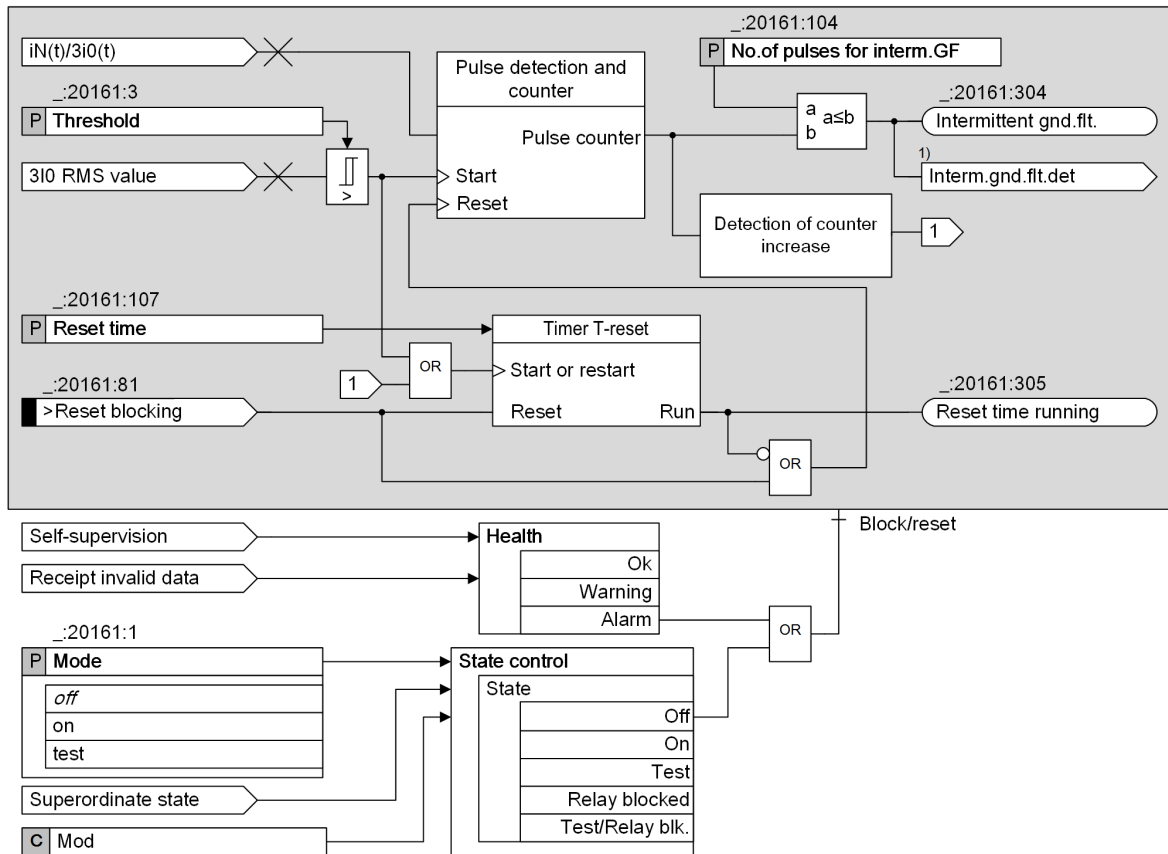 _:20161:104
iN(t)/3i0(t)
P No.of pulses for interm.GF
Pulse detection and
counter
_:20161:3
P Threshold
_:20161:304
a
b
a≤b
Intermittent gnd.flt.
Pulse counter
1)
3I0 RMS value
>
Start
Interm.gnd.flt.det
Reset
Detection of counter
increase
1
_:20161:107
P Reset time
Timer T-reset
OR
Start or restart
1
_:20161:81
>Reset blocking
Reset
Run
_:20161:305
Reset time running
OR
Block/reset
Self-supervision
Health
Ok
Receipt invalid data
Warning
Alarm
OR
_:20161:1
P Mode
off
on
test
State control
State
Off
On
Test
Relay blocked
Test/Relay blk.
Superordinate state
C Mod